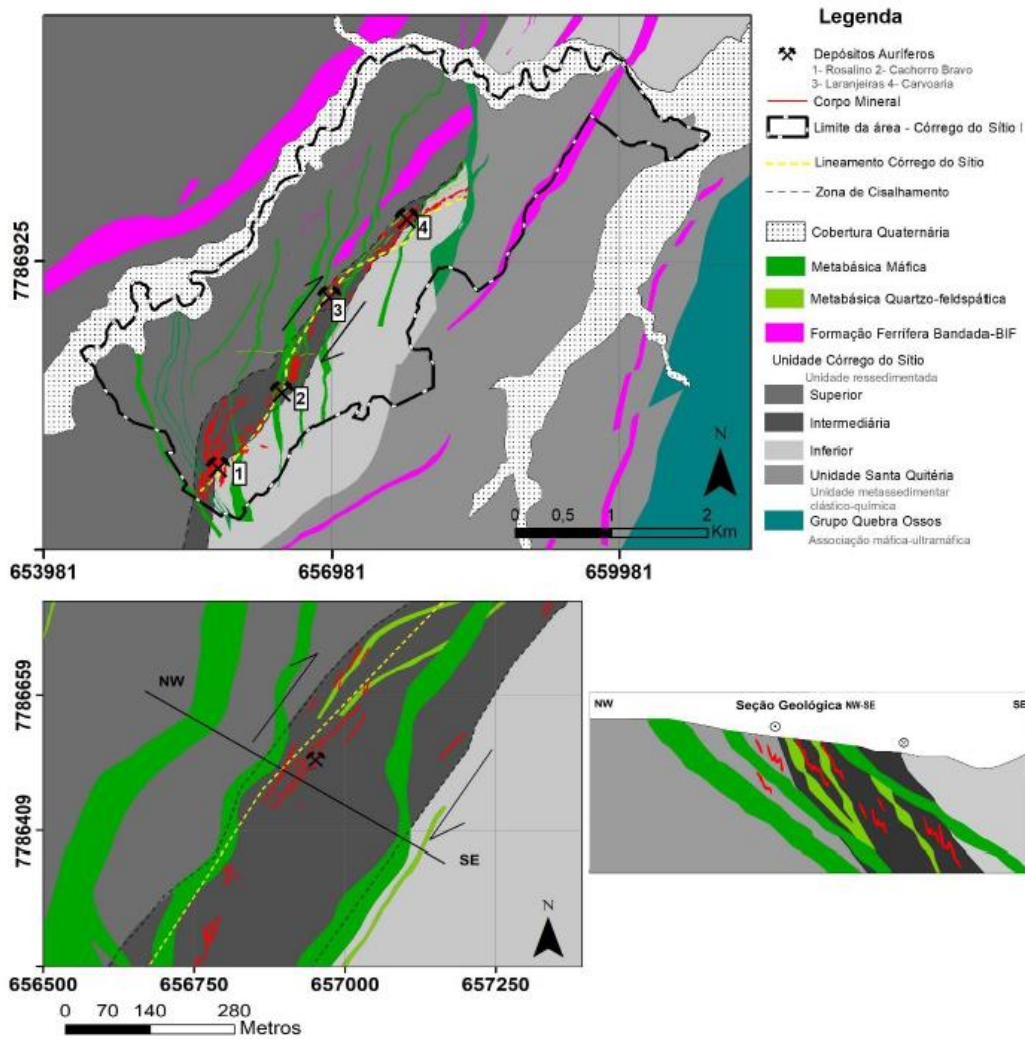 Legenda
Depósitos Auríferos
1- Rosalino 2- Cachorro Bravo
3- Laranjeiras 4- Carvoaria
Corpo Mineral
Limite da área - Córrego do Sítio I
Lineamento Córrego do Sítio
Zona de Cisalhamento
Cobertura Quaternária
Metabásica Máfica
Metabásica Quartzo-feldspática
Formação Ferrífera Bandada-BIF
Unidade Córrego do Sítio
Unidade ressedimentada
Superior
Intermediária
Inferior
Unidade Santa Quitéria
Unidade metassedimentar
clástico-química
Grupo Quebra Ossos
Associação máfica-ultramáfica
7786925
4
3
2
1
N
0 0,5 1 2
Km
653981 656981 659981
7786659
7786409
NW
SE
N
656500 656750 657000 657250
0 70 140 280
Metros
NW Seção Geológica NW-SE SE